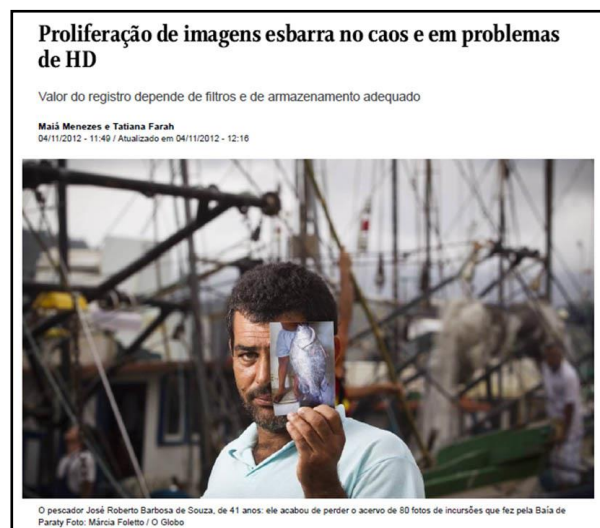 Proliferação de imagens esbarra no caos e em problemas
de HD
Valor do registro depende de filtros e de armazenamento adequado
Maiá Menezes e Tatiana Farah
04/11/2012 - 11:49 / Atualizado em 04/11/2012 - 12:16
O pescador José Roberto Barbosa de Souza, de 41 anos: ele acabou de perder o acervo de 80 fotos de incursões que fez pela Baía de
Paraty Foto: Márcia Foletto / O Globo